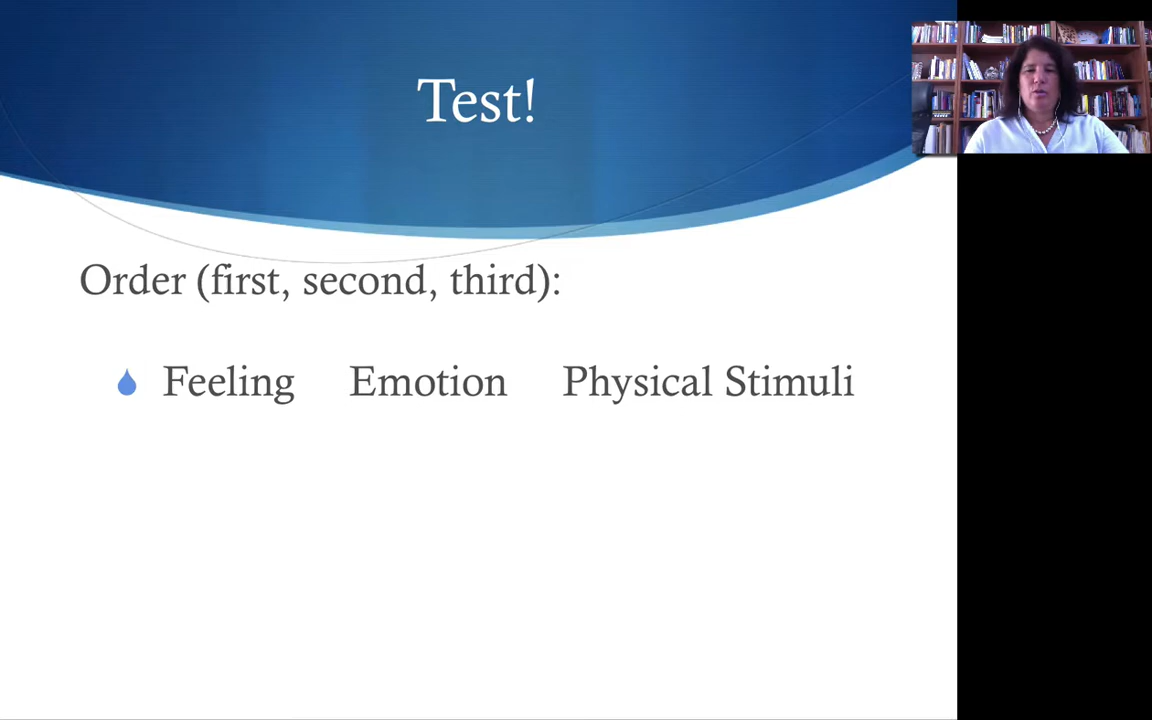 Test!
Order (first, second, third):
Feeling Emotion Physical Stimuli